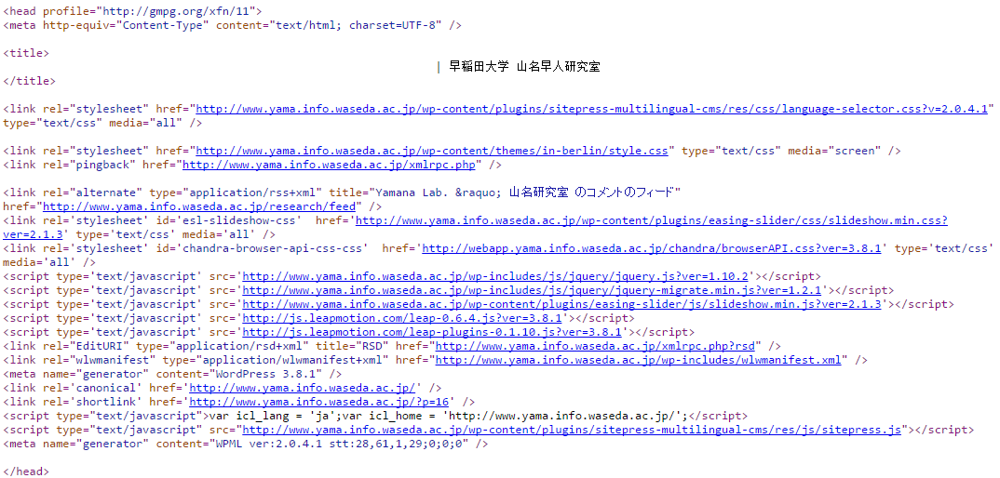 <head profile="http://gmpg.org/xfn/11">
<meta http-equiv="Content-Type" content="text/html; charset=UTF-8" />
<title>
| 早稲田大学 山名早人研究室
</title>
<link rel="stylesheet" href="http://www.yama.info.waseda.ac.jp/wp-content/plugins/sitepress-multilingual-cms/res/css/language-selector.css?v=2.0.4.1"
type="text/css" media="all" />
<link rel="stylesheet" href="http://www.yama.info.waseda.ac.jp/wp-content/themes/in-berlin/style.css" type="text/css" media="screen" />
<link rel="pingback" href="http://www.yama.info.waseda.ac.jp/xmlrpc.php" />
<link rel="alternate" type="application/rss+xml" title="Yamana Lab. &raquo; 山名研究室 のコメントのフィード"
href="http://www.yama.info.waseda.ac.jp/research/feed" />
<link rel='stylesheet' id='esl-slideshow-css'  href='http://www.yama.info.waseda.ac.jp/wp-content/plugins/easing-slider/css/slideshow.min.css?
ver=2.1.3' type='text/css' media='all' />
<link rel='stylesheet' id='chandra-browser-api-css-css'  href='http://webapp.yama.info.waseda.ac.jp/chandra/browserAPI.css?ver=3.8.1' type='text/css'
media='all' />
<script type='text/javascript' src='http://www.yama.info.waseda.ac.jp/wp-includes/js/jquery/jquery.js?ver=1.10.2'></script>
<script type='text/javascript' src='http://www.yama.info.waseda.ac.jp/wp-includes/js/jquery/jquery-migrate.min.js?ver=1.2.1'></script>
<script type='text/javascript' src='http://www.yama.info.waseda.ac.jp/wp-content/plugins/easing-slider/js/slideshow.min.js?ver=2.1.3'></script>
<script type='text/javascript' src='http://js.leapmotion.com/leap-0.6.4.js?ver=3.8.1'></script>
<script type='text/javascript' src='http://js.leapmotion.com/leap-plugins-0.1.10.js?ver=3.8.1'></script>
<link rel="EditURI" type="application/rsd+xml" title="RSD" href="http://www.yama.info.waseda.ac.jp/xmlrpc.php?rsd" />
<link rel="wlwmanifest" type="application/wlwmanifest+xml" href="http://www.yama.info.waseda.ac.jp/wp-includes/wlwmanifest.xml" />
<meta name="generator" content="WordPress 3.8.1" />
<link rel='canonical' href='http://www.yama.info.waseda.ac.jp/' />
<link rel='shortlink' href='http://www.yama.info.waseda.ac.jp/?p=16' />
<script type="text/javascript">var icl_lang = 'ja';var icl_home = 'http://www.yama.info.waseda.ac.jp/';</script>
<script type="text/javascript" src="http://www.yama.info.waseda.ac.jp/wp-content/plugins/sitepress-multilingual-cms/res/js/sitepress.js"></script>
<meta name="generator" content="WPML ver:2.0.4.1 stt:28,61,1,29;0;0;0" />
</head>